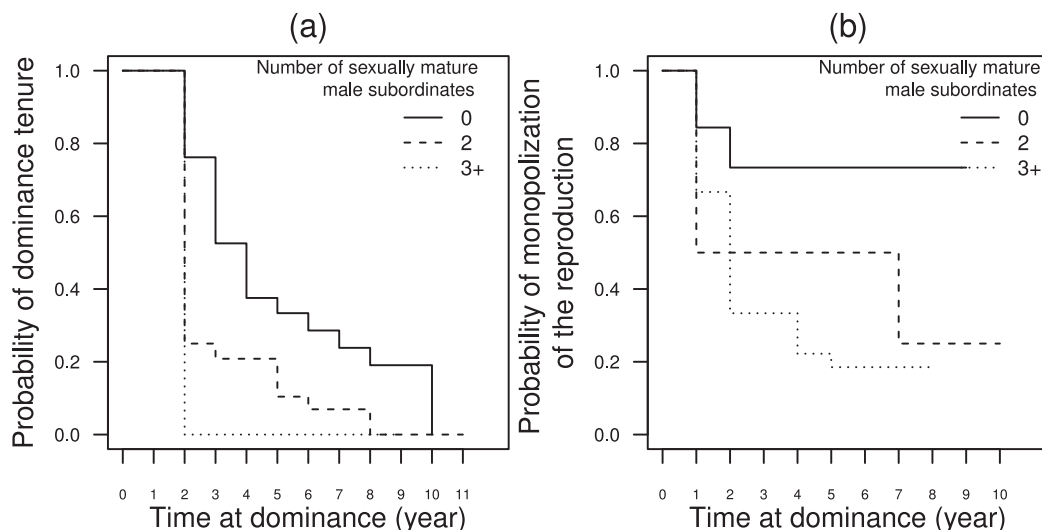 (a)
Probability of dominance tenure
1.0
0.8
0.6
0.4
0.2
0.0
Number of sexually mature
male subordinates
0
2
3+
0 1 2 3 4 5 6 7 8 9 10 11
Time at dominance (year)
(b)
Probability of monopolization
of the reproduction
1.0
0.8
0.6
0.4
0.2
0.0
Number of sexually mature
male subordinates
0
2
3+
0 1 2 3 4 5 6 7 8 9 10
Time at dominance (year)